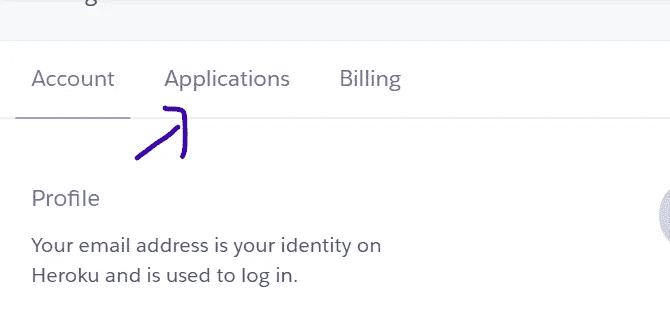 Account Applications Billing
Profile
Your email address is your identity on
Heroku and is used to log in.